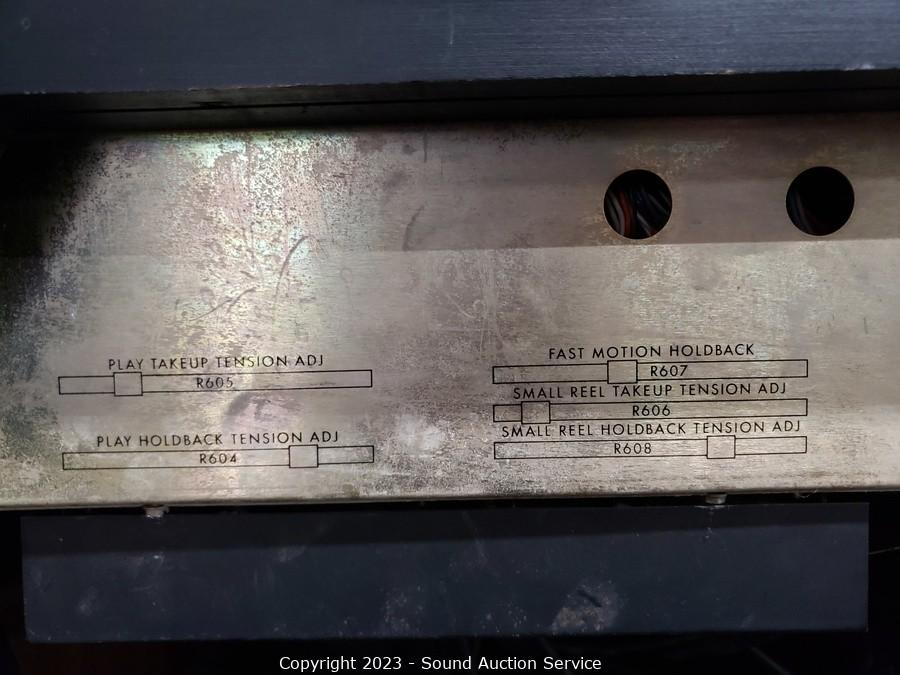 PLAY TAKEUP TENSION ADJ
R605
PLAY HOLDBACK TENSION ADJ
R604
FAST MOTION HOLDBACK
R607
SMALL REEL TAKEUP TENSION ADJ
R606
SMALL REEL HOLDBACK TENSION ADJ
R608
Copyright 2023 - Sound Auction Service